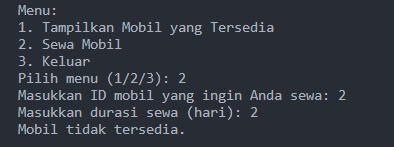 Menu:
1. Tampilkan Mobil yang Tersedia
2. Sewa Mobil
3. Keluar
Pilih menu (1/2/3): 2
Masukkan ID mobil yang ingin Anda sewa: 2
Masukkan durasi sewa (hari): 2
Mobil tidak tersedia.